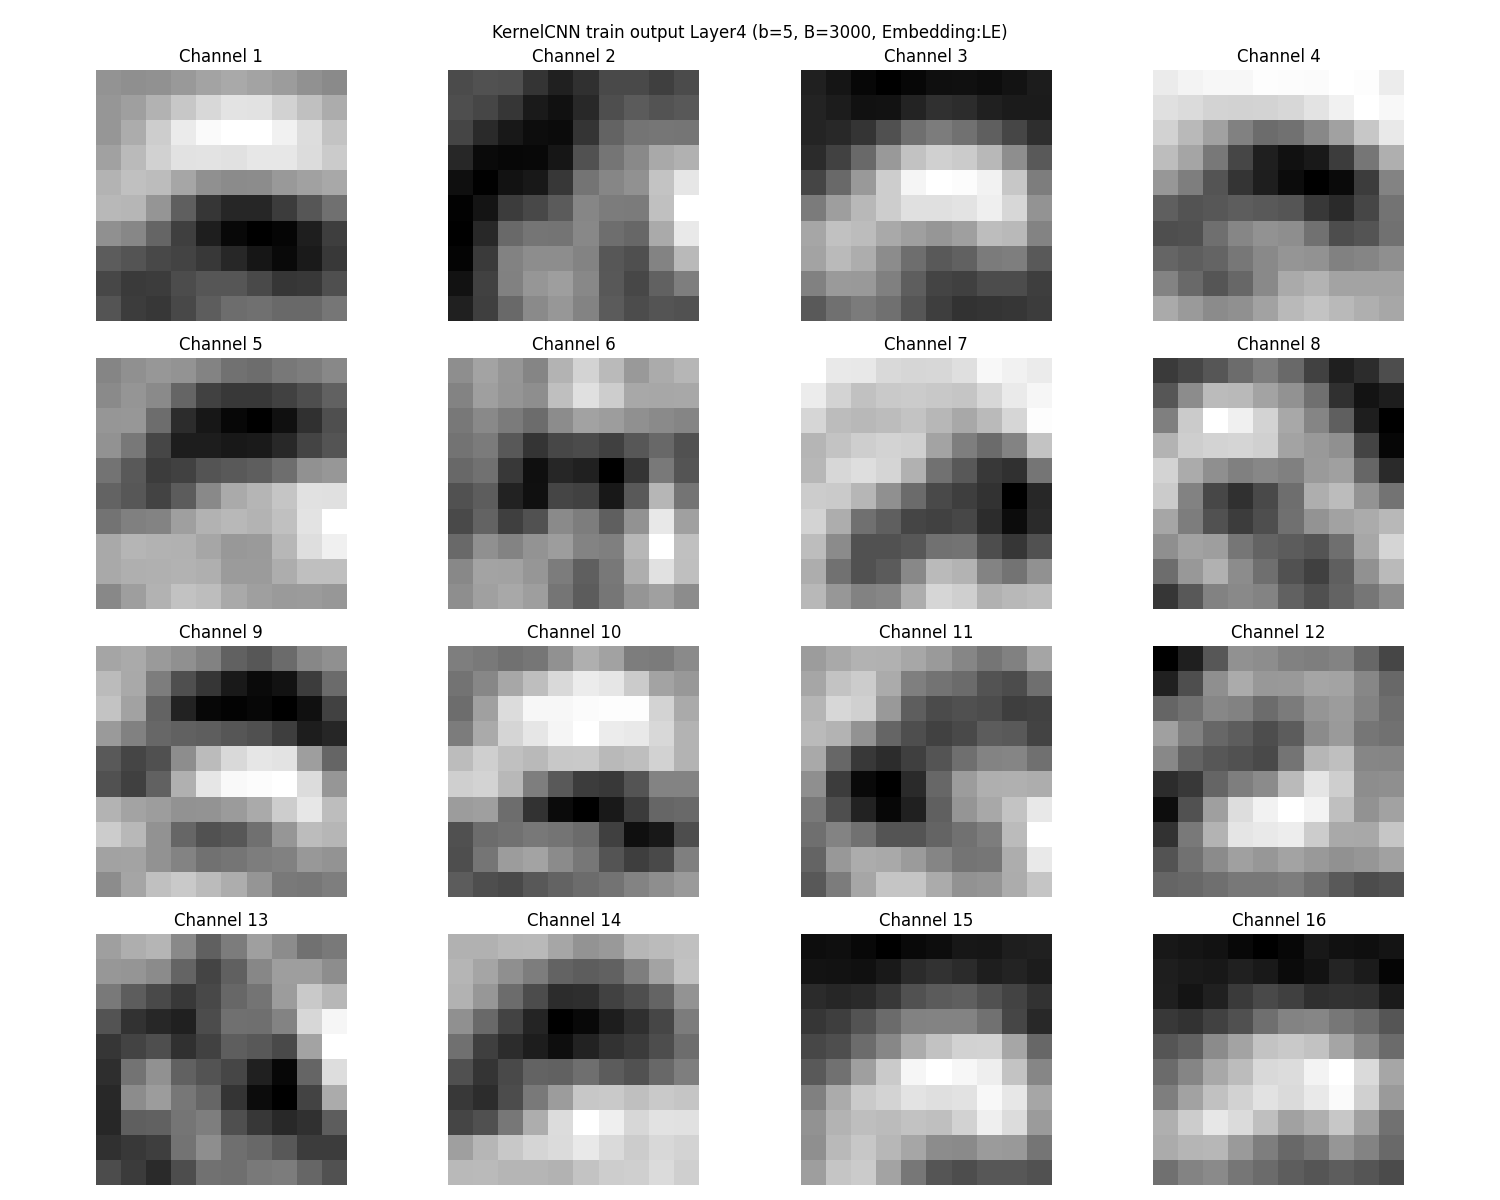 KernelCNN train output Layer4 (b=5, B=3000, Embedding:LE)
Channel 1
Channel 2
Channel 3
Channel 4
Channel 5
Channel 6
Channel 7
Channel 8
Channel 9
Channel 10
Channel 11
Channel 12
Channel 13
Channel 14
Channel 15
Channel 16